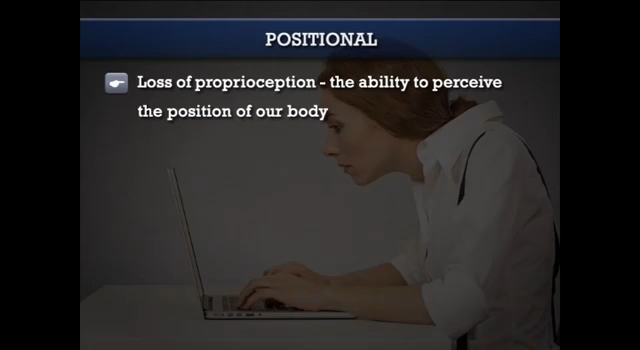 POSITIONAL
Loss of proprioception - the ability to perceive
the position of our body